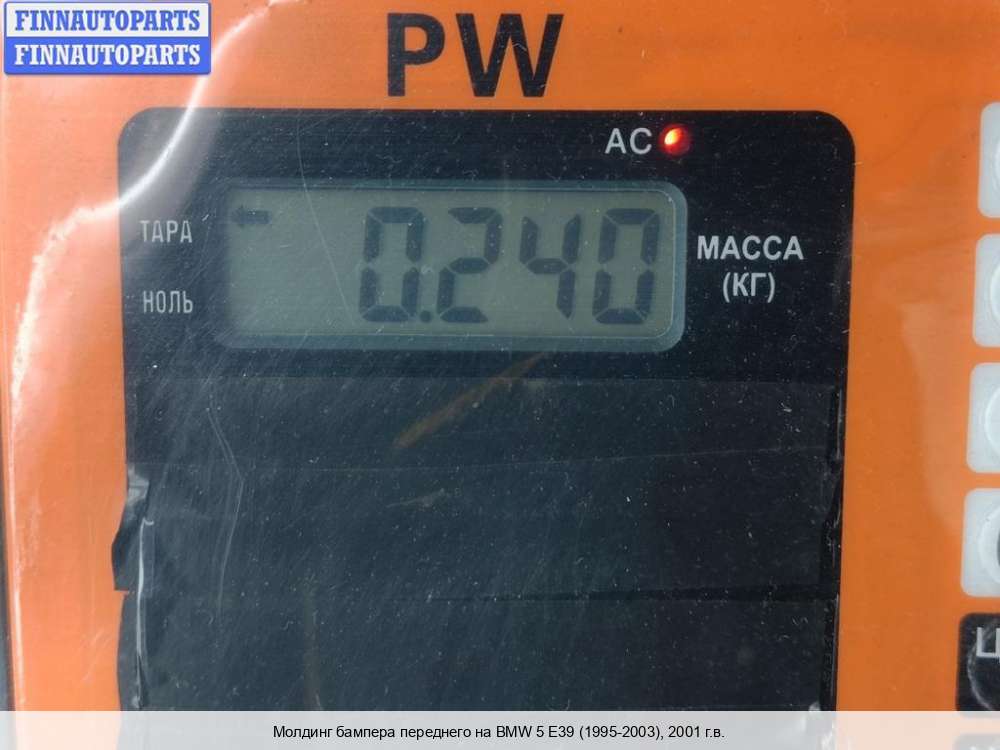 FINNAUTOPARTS
FINNAUTOPARTS
PW
AC
ТАРА
0.240
МАССА
(КГ)
НОЛЬ
Молдинг бампера переднего на BMW 5 E39 (1995-2003), 2001 г.в.